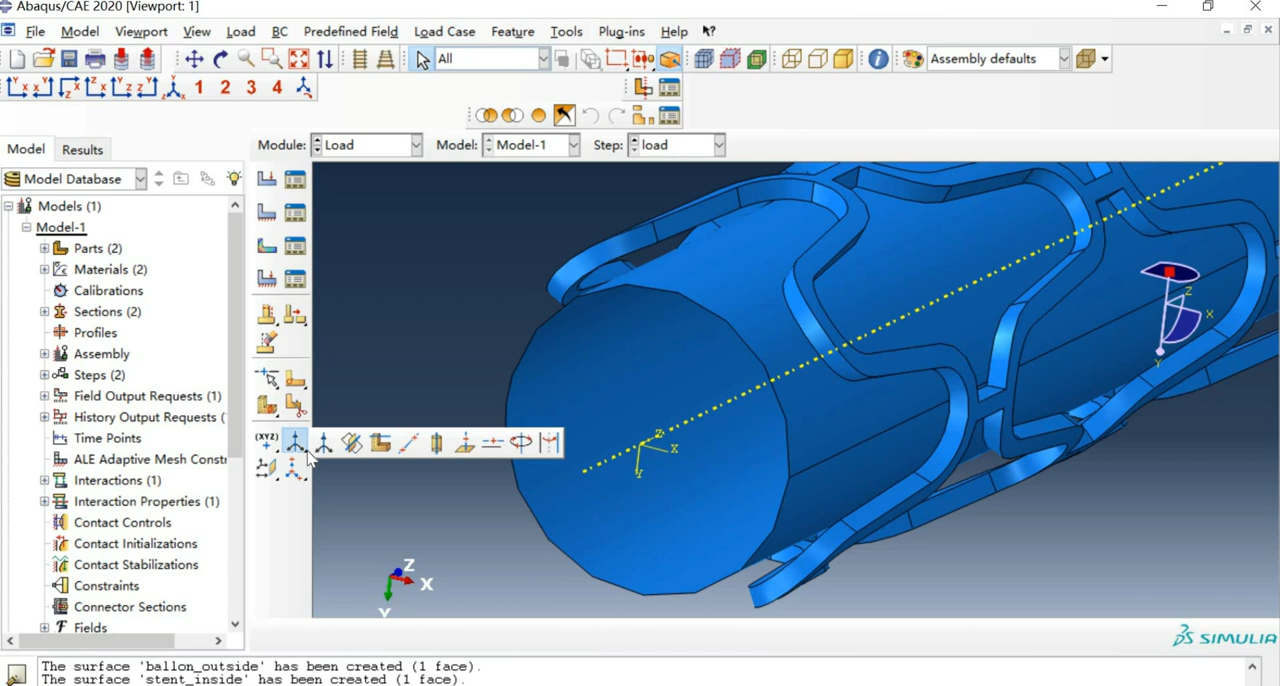 Abaqus/CAE 2020 [Viewport: 1]
File Model Viewport View Load BC Predefined Field Load Case Feature Tools Plug-ins Help
All
Assembly defaults
1 2 3 4
Model Results
Module: Load Model: Model-1 Step: load
Model Database
Models (1)
Model-1
Parts (2)
Materials (2)
Calibrations
Sections (2)
Profiles
Assembly
Steps (2)
Field Output Requests (1)
History Output Requests (
Time Points
ALE Adaptive Mesh Constr
Interactions (1)
Interaction Properties (1)
Contact Controls
Contact Initializations
Contact Stabilizations
Constraints
Connector Sections
Fields
(XYZ)
Z
X
Y
Z
X
Y
Z
X
Y
SIMULIA
The surface 'ballon_outside' has been created (1 face).
The surface 'stent_inside' has been created (1 face).